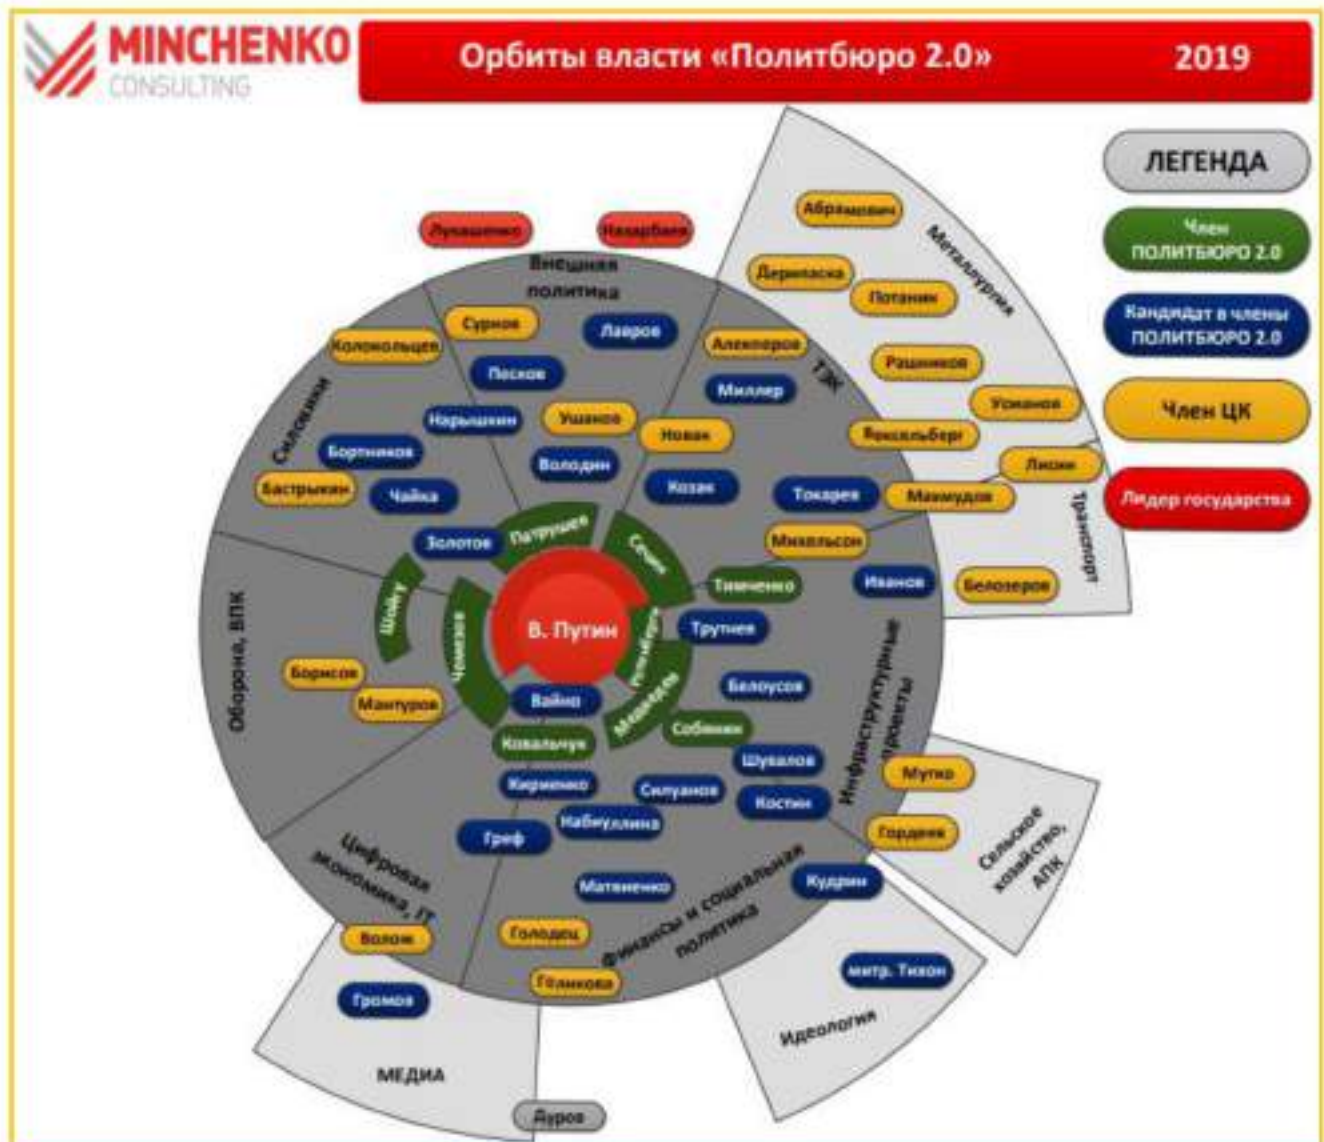 MINCHENKO
CONSULTING
Орбиты власти «Политбюро 2.0»
2019
ЛЕГЕНДА
Член
ПОЛИТБЮРО 2.0
Кандидат в члены
ПОЛИТБЮРО 2.0
Член ЦК
Лидер государства
Лукашенко
Назарбаев
Внешняя
политика
Сурков
Лавров
Песков
Нарышкин
Ушаков
Володин
Патрушев
Колокольцев
Силовики
Бортников
Бастрыкин
Чайка
Золотов
Абрамович
Металлургия
Дерипаска
Потанин
Рашников
Усманов
Вексельберг
Лисин
Махмудов
Транспорт
Белозеров
Алекперов
ТЭК
Миллер
Новак
Козак
Токарев
Михельсон
Сечин
Тимченко
Иванов
Трутнев
Белоусов
Собянин
Шувалов
Костин
Инфраструктурные
проекты
В. Путин
Шойгу
Чемезов
Оборона, ВПК
Борисов
Мантуров
Вайно
Ковальчук
Кириенко
Силуанов
Набиуллина
Греф
Матвиенко
Кудрин
Мутко
Гордеев
Сельское
хозяйство,
АПК
Цифровая
экономика, IT
Волож
Голодец
Голикова
Финансы и социальная
политика
Громов
МЕДИА
митр. Тихон
Идеология
Дуров